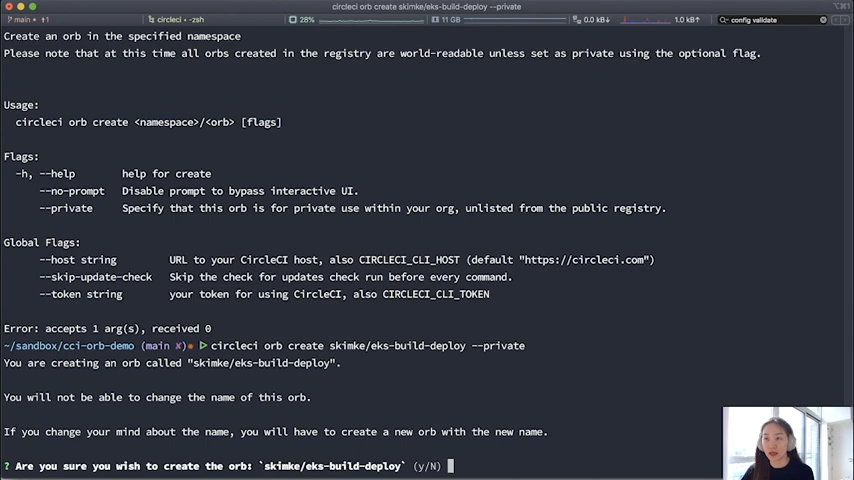 circleci orb create skimke/eks-build-deploy --private
⌥⌘1
main circleci • -zsh 28% 11 GB 0.0 kB↓ 1.0 kB↑ config validate
Create an orb in the specified namespace
Please note that at this time all orbs created in the registry are world-readable unless set as private using the optional flag.
Usage:
circleci orb create <namespace>/<orb> [flags]
Flags:
-h, --help help for create
--no-prompt Disable prompt to bypass interactive UI.
--private Specify that this orb is for private use within your org, unlisted from the public registry.
Global Flags:
--host string URL to your CircleCI host, also CIRCLECI_CLI_HOST (default "https://circleci.com")
--skip-update-check Skip the check for updates check run before every command.
--token string your token for using CircleCI, also CIRCLECI_CLI_TOKEN
Error: accepts 1 arg(s), received 0
~/sandbox/cci-orb-demo (main ✘)✹ ᐅ circleci orb create skimke/eks-build-deploy --private
You are creating an orb called "skimke/eks-build-deploy".
You will not be able to change the name of this orb.
If you change your mind about the name, you will have to create a new orb with the new name.
? Are you sure you wish to create the orb: `skimke/eks-build-deploy` (y/N)